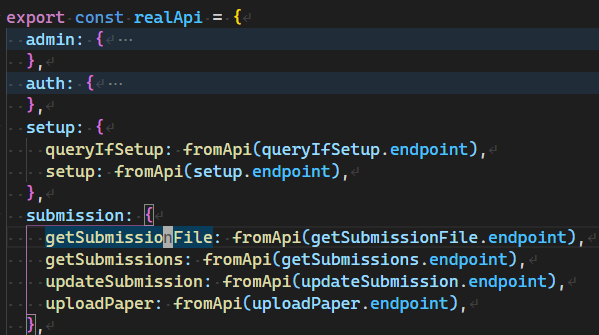 export const realApi = {
admin: { ...
},
auth: { ...
},
setup: {
queryIfSetup: fromApi(queryIfSetup.endpoint),
setup: fromApi(setup.endpoint),
},
submission: {
getSubmissionFile: fromApi(getSubmissionFile.endpoint),
getSubmissions: fromApi(getSubmissions.endpoint),
updateSubmission: fromApi(updateSubmission.endpoint),
uploadPaper: fromApi(uploadPaper.endpoint),
},